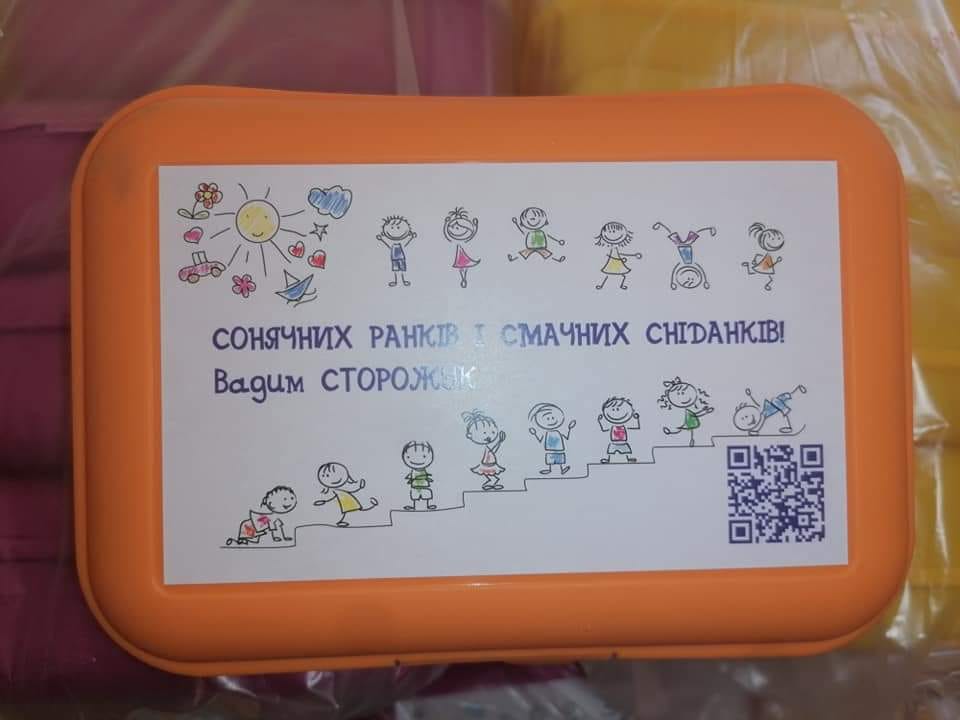 СОНЯЧНИХ РАНКІВ І СМАЧНИХ СНІДАНКІВ!
Вадим СТОРОЖУК